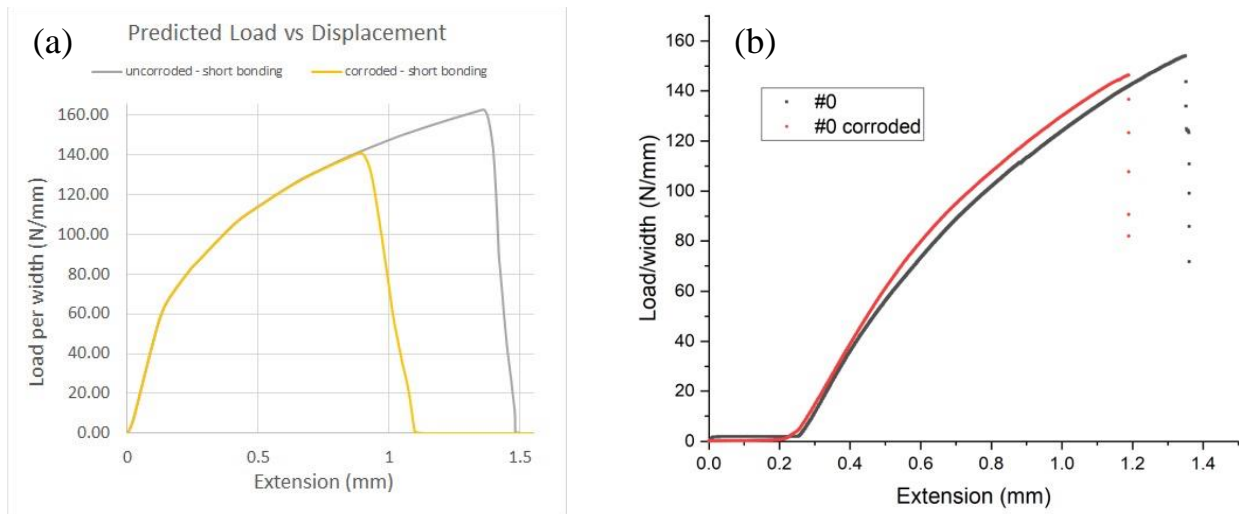 (a)
Predicted Load vs Displacement
uncorroded - short bonding
corroded - short bonding
Load per width (N/mm)
160.00
140.00
120.00
100.00
80.00
60.00
40.00
20.00
0.00
0 0.5 1 1.5
Extension (mm)
(b)
#0
#0 corroded
Load/width (N/mm)
160
140
120
100
80
60
40
20
0
0.0 0.2 0.4 0.6 0.8 1.0 1.2 1.4
Extension (mm)